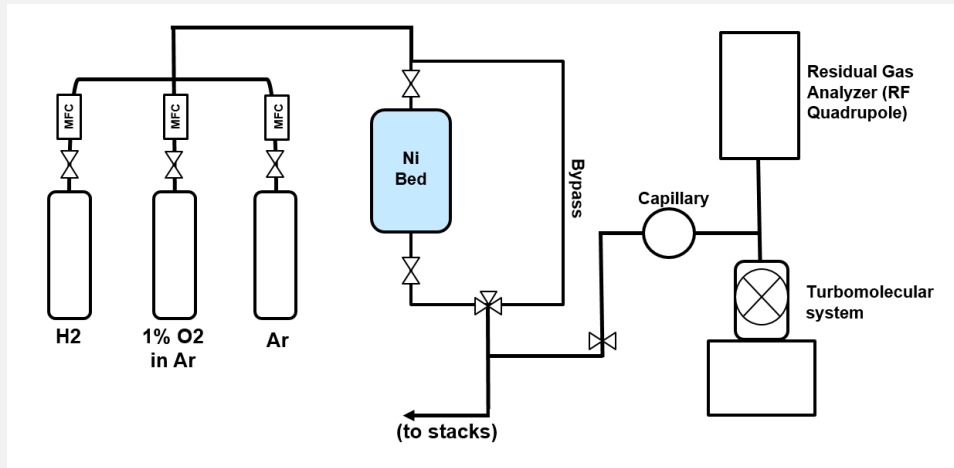 MFC
MFC
MFC
H2
1% O2
in Ar
Ar
Ni
Bed
Bypass
(to stacks)
Capillary
Residual Gas
Analyzer (RF
Quadrupole)
Turbomolecular
system